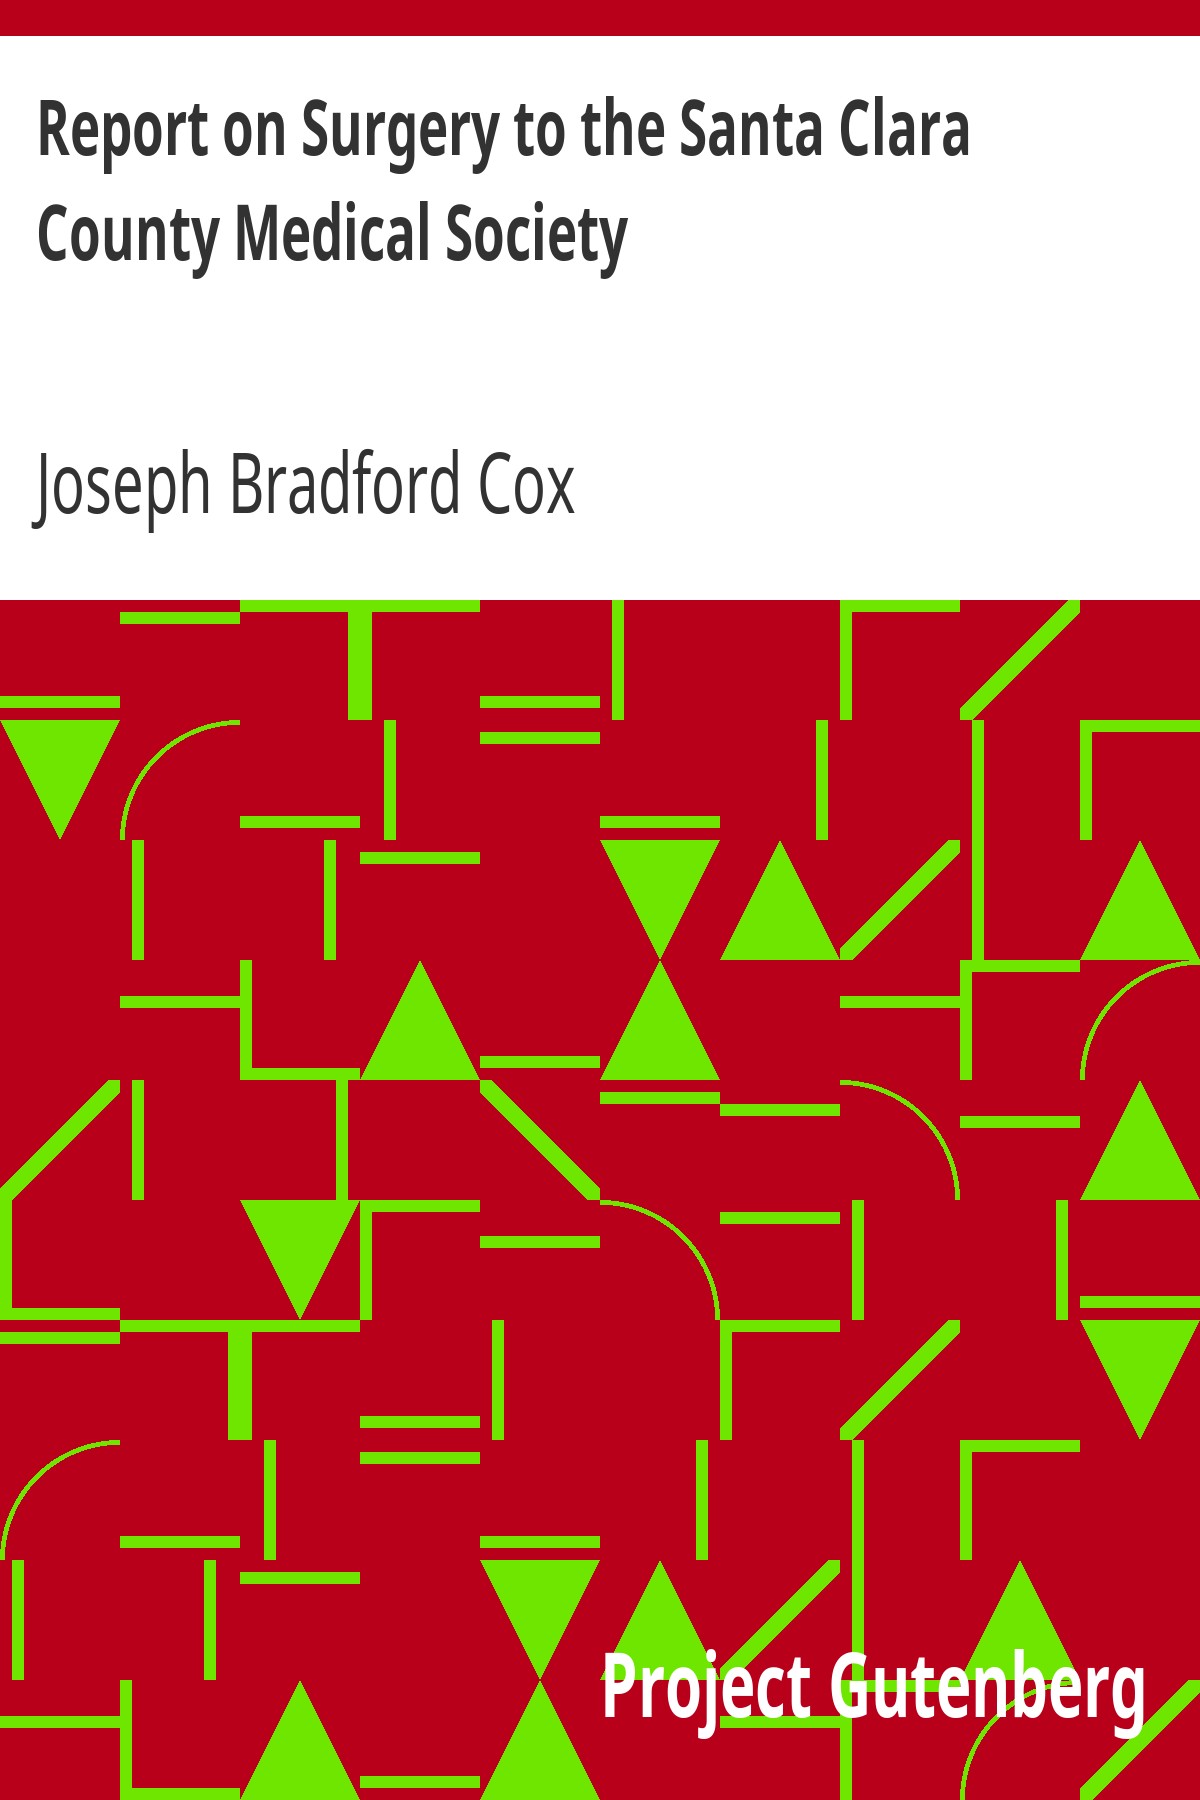 Report on Surgery to the Santa Clara
County Medical Society
Joseph Bradford Cox
Project Gutenberg